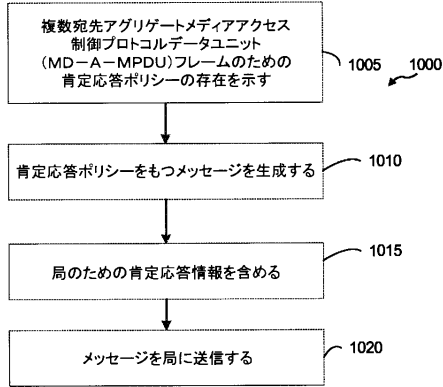 複数宛先アグリゲートメディアアクセス
制御プロトコルデータユニット
(MD-A-MPDU)フレームのための
肯定応答ポリシーの存在を示す
1005
1000
肯定応答ポリシーをもつメッセージを生成する
1010
局のための肯定応答情報を含める
1015
メッセージを局に送信する
1020